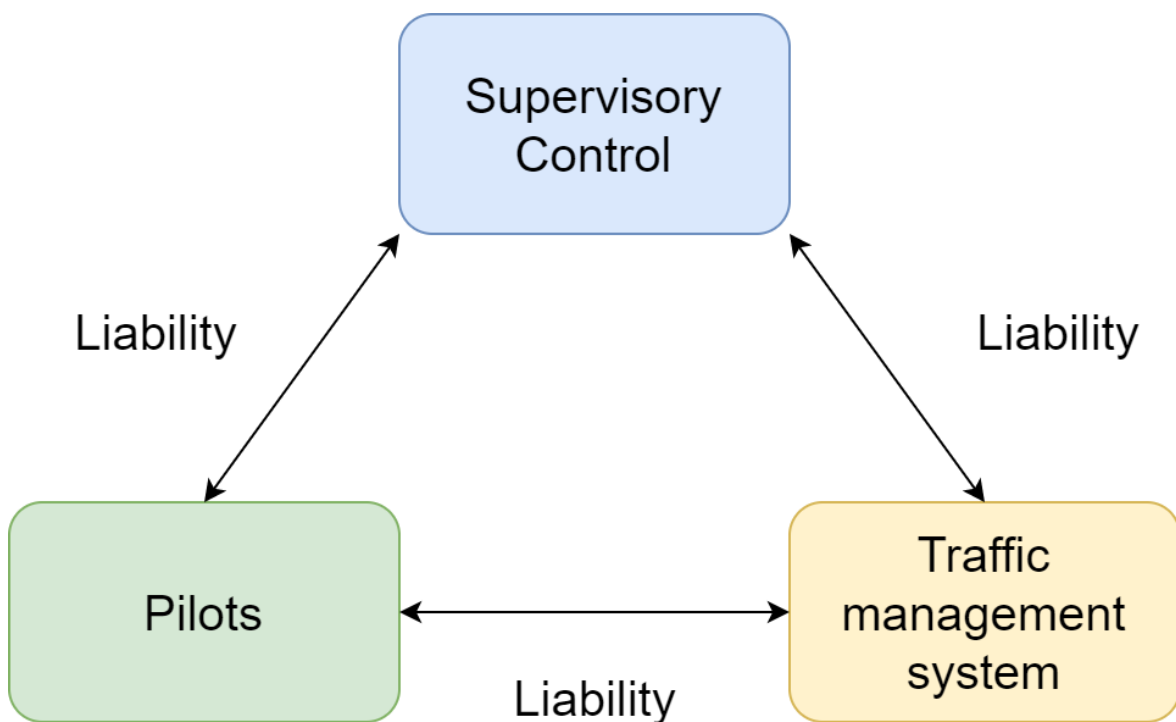 Supervisory
Control
Liability
Liability
Pilots
Traffic
management
system
Liability